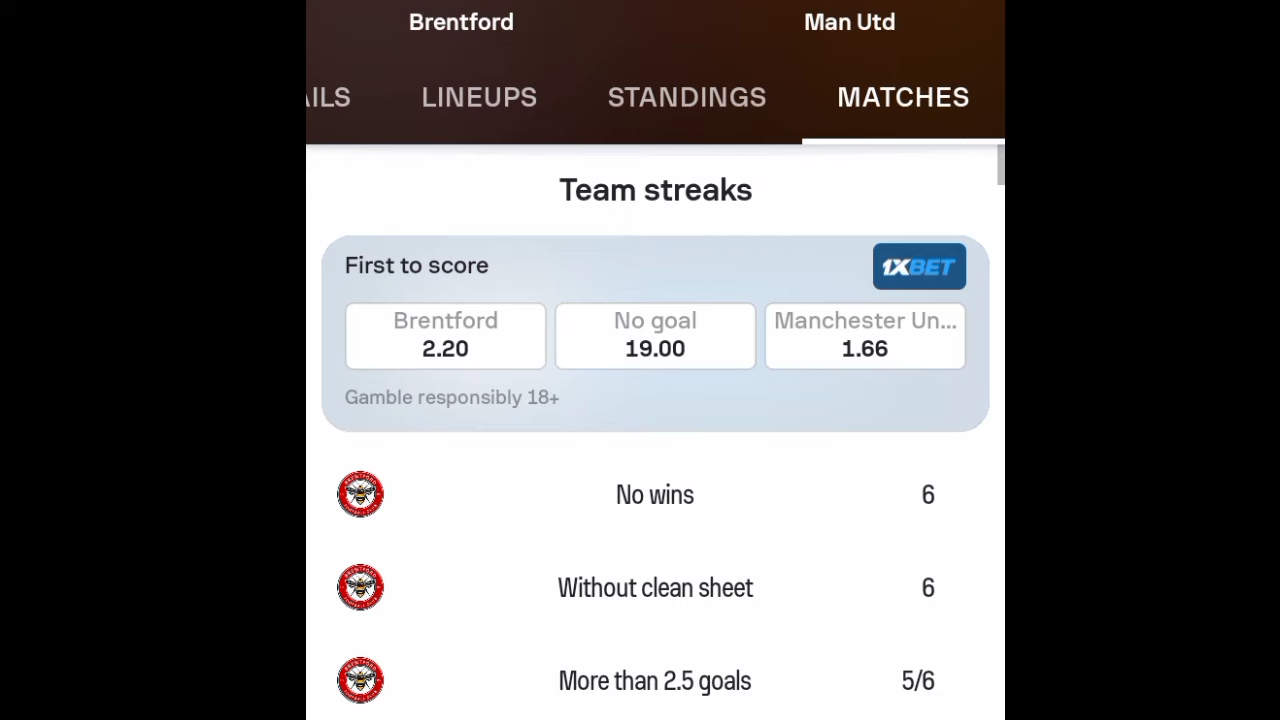 Brentford Man Utd
AILS LINEUPS STANDINGS MATCHES
Team streaks
First to score 1XBET
Brentford No goal Manchester Un...
2.20 19.00 1.66
Gamble responsibly 18+
No wins 6
Without clean sheet 6
More than 2.5 goals 5/6